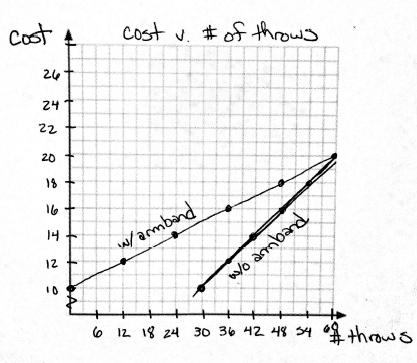 cost v. # of throws
cost
26
24
22
20
18
16
14
12
10
w/ armband
w/o armband
6 12 18 24 30 36 42 48 54 60
# throws